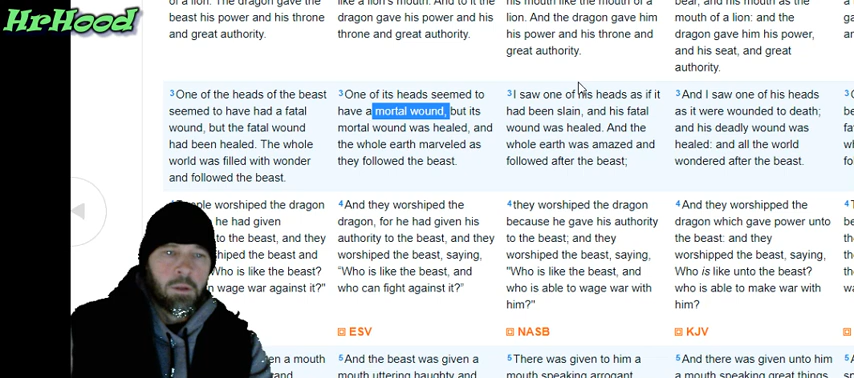 HrHood
of a lion. The dragon gave the
beast his power and his throne
and great authority.
like a lion's mouth. And to it the
dragon gave his power and his
throne and great authority.
lion. And the dragon gave him
his power and his throne and
great authority.
bear, and his mouth as the
mouth of a lion: and the
dragon gave him his power,
and his seat, and great
authority.
3One of the heads of the beast
seemed to have had a fatal
wound, but the fatal wound
had been healed. The whole
world was filled with wonder
and followed the beast.
3One of its heads seemed to
have a mortal wound, but its
mortal wound was healed, and
the whole earth marveled as
they followed the beast.
3I saw one of his heads as if it
had been slain, and his fatal
wound was healed. And the
whole earth was amazed and
followed after the beast;
3And I saw one of his heads
as it were wounded to death;
and his deadly wound was
healed: and all the world
wondered after the beast.
worshiped the dragon
he had given
to the beast, and they
the beast and
Who is like the beast?
wage war against it?"
4And they worshiped the
dragon, for he had given his
authority to the beast, and they
worshiped the beast, saying,
“Who is like the beast, and
who can fight against it?”
4they worshiped the dragon
because he gave his authority
to the beast; and they
worshiped the beast, saying,
"Who is like the beast, and
who is able to wage war with
him?"
4And they worshipped the
dragon which gave power unto
the beast: and they
worshipped the beast, saying,
Who is like unto the beast?
who is able to make war with
him?
ESV
NASB
KJV
a mouth
5And the beast was given a
mouth uttering haughty and
5There was given to him a
mouth speaking arrogant
5And there was given unto him
a mouth speaking great things